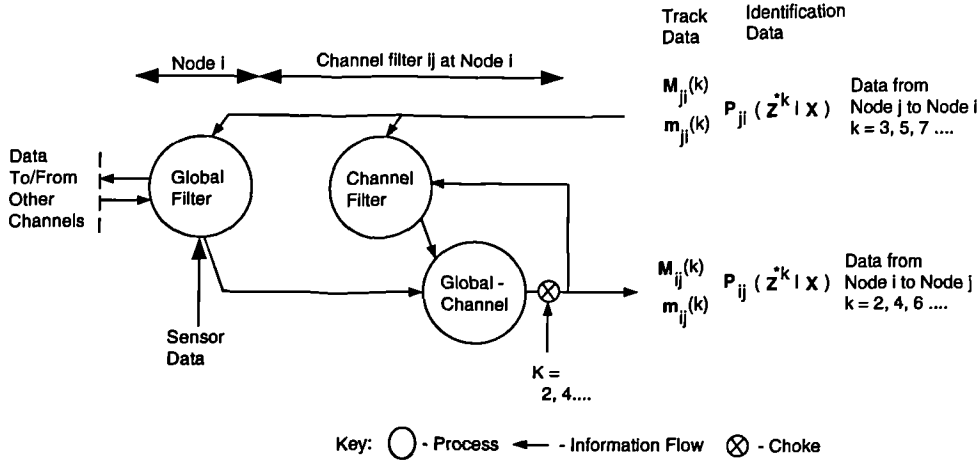 Track Identification
Data Data
Node i
Channel filter ij at Node i
M_ji(k)
m_ji(k)
P_ji ( Z*k | X )
Data from
Node j to Node i
k = 3, 5, 7 ....
Data
To/From
Other
Channels
Global
Filter
Channel
Filter
Global -
Channel
Sensor
Data
K =
2, 4....
M_ij(k)
m_ij(k)
P_ij ( Z*k | X )
Data from
Node i to Node j
k = 2, 4, 6 ....
Key: - Process - Information Flow - Choke